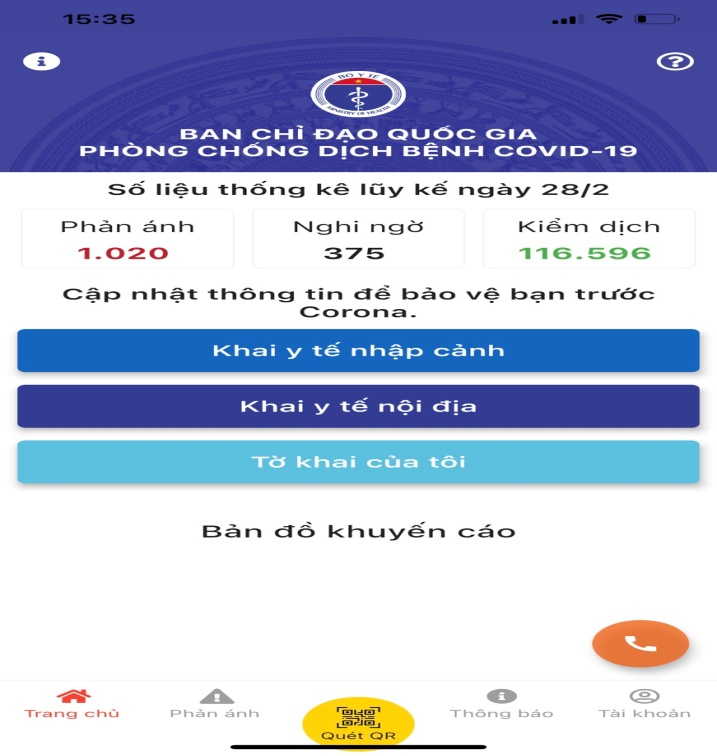 15:35
BỘ Y TẾ
MINISTRY OF HEALTH
BAN CHỈ ĐẠO QUỐC GIA
PHÒNG CHỐNG DỊCH BỆNH COVID-19
Số liệu thống kê lũy kế ngày 28/2
Phản ánh Nghi ngờ Kiểm dịch
1.020 375 116.596
Cập nhật thông tin để bảo vệ bạn trước
Corona.
Khai y tế nhập cảnh
Khai y tế nội địa
Tờ khai của tôi
Bản đồ khuyến cáo
Trang chủ Phản ánh Quét QR Thông báo Tài khoản